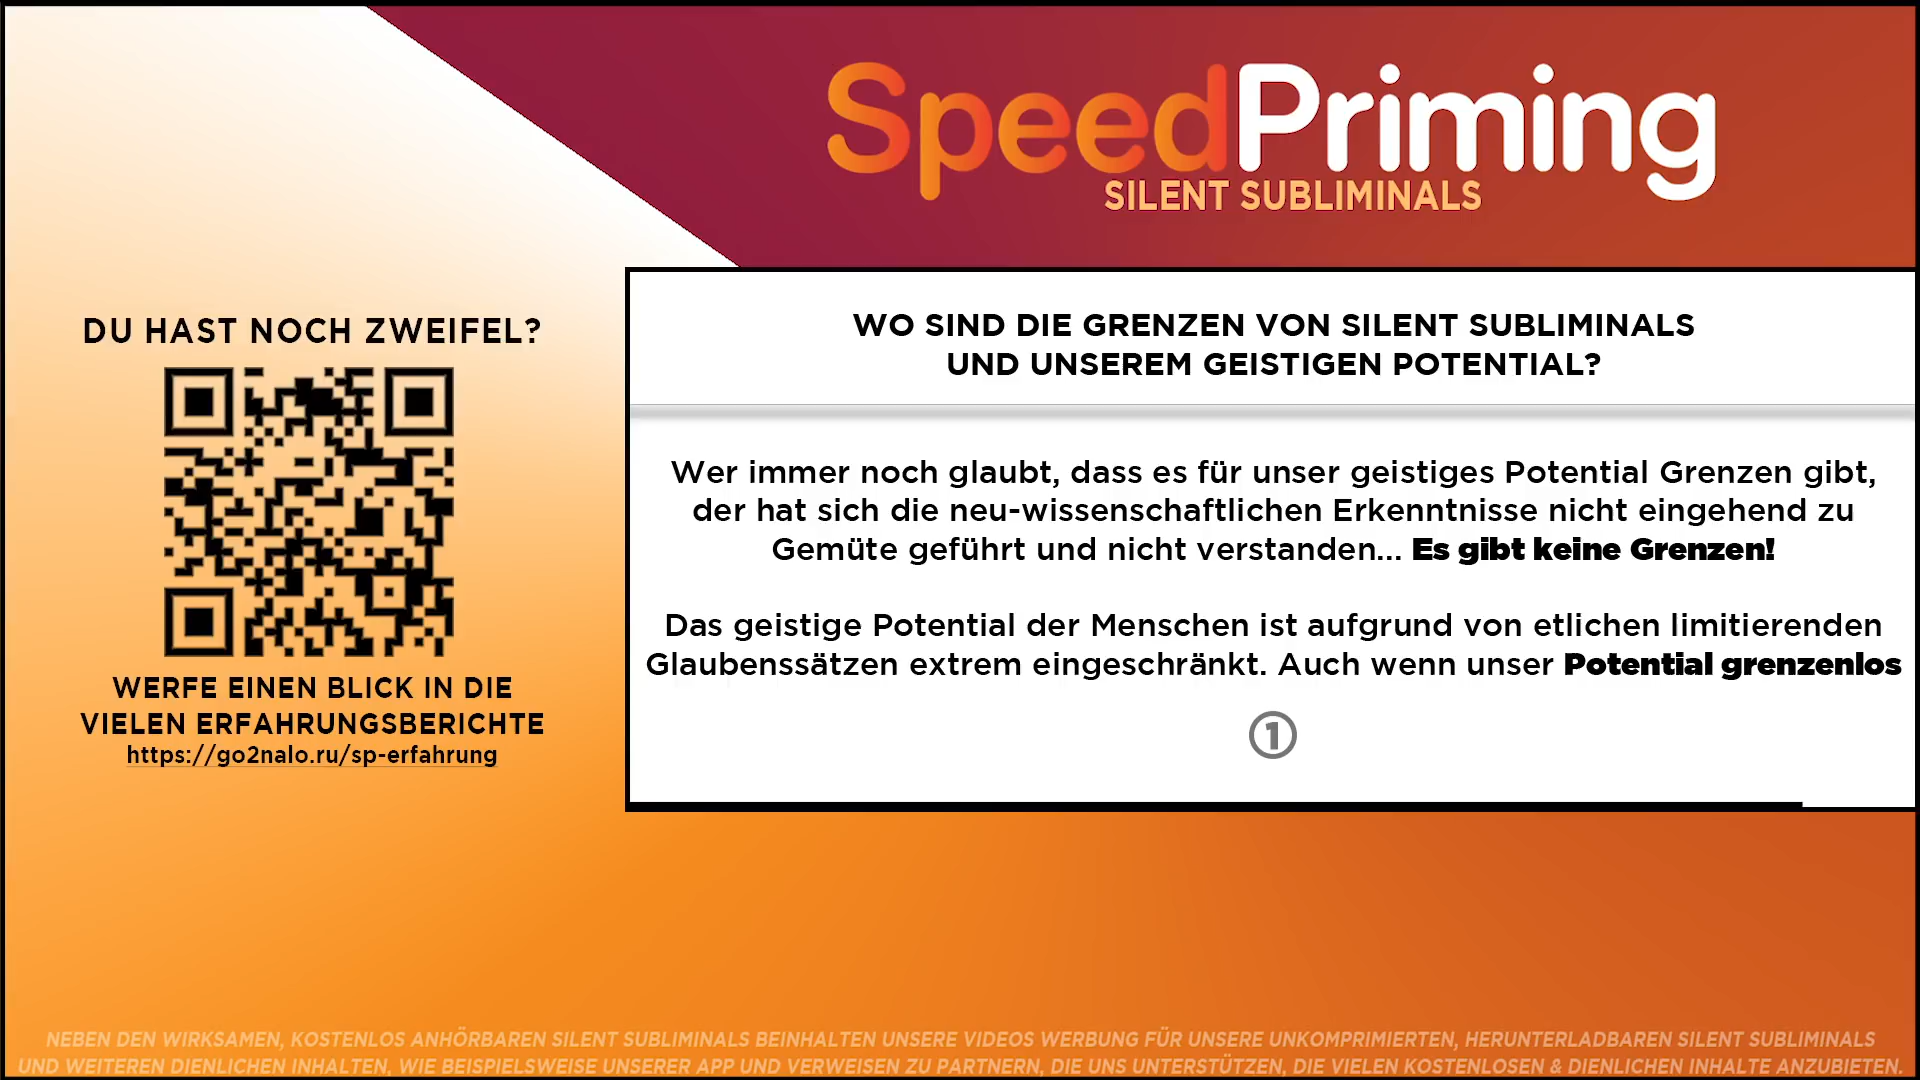 SpeedPriming
SILENT SUBLIMINALS
DU HAST NOCH ZWEIFEL?
WERFE EINEN BLICK IN DIE
VIELEN ERFAHRUNGSBERICHTE
https://go2nalo.ru/sp-erfahrung
WO SIND DIE GRENZEN VON SILENT SUBLIMINALS
UND UNSEREM GEISTIGEN POTENTIAL?
Wer immer noch glaubt, dass es für unser geistiges Potential Grenzen gibt,
der hat sich die neu-wissenschaftlichen Erkenntnisse nicht eingehend zu
Gemüte geführt und nicht verstanden... Es gibt keine Grenzen!
Das geistige Potential der Menschen ist aufgrund von etlichen limitierenden
Glaubenssätzen extrem eingeschränkt. Auch wenn unser Potential grenzenlos
1
NEBEN DEN WIRKSAMEN, KOSTENLOS ANHÖRBAREN SILENT SUBLIMINALS BEINHALTEN UNSERE VIDEOS WERBUNG FÜR UNSERE UNKOMPRIMIERTEN, HERUNTERLADBAREN SILENT SUBLIMINALS
UND WEITEREN DIENLICHEN INHALTEN, WIE BEISPIELSWEISE UNSERER APP UND VERWEISEN ZU PARTNERN, DIE UNS UNTERSTÜTZEN, DIE VIELEN KOSTENLOSEN & DIENLICHEN INHALTE ANZUBIETEN.